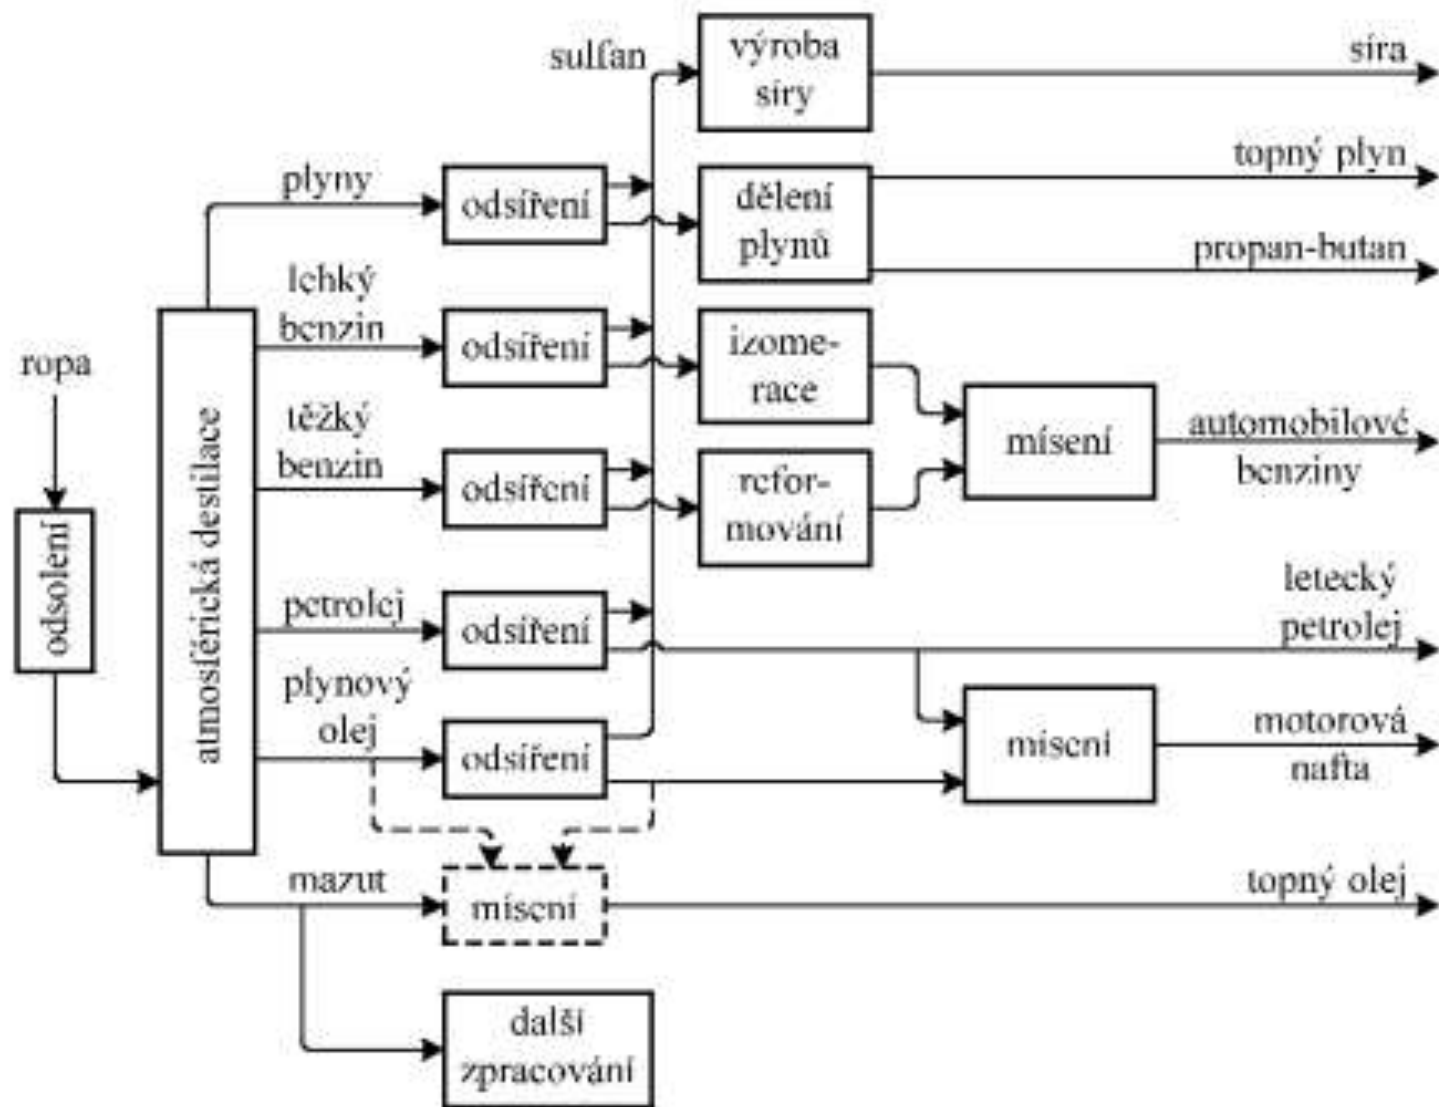 sulfan
výroba
síry
síra
plyny
odsíření
dělení
plynů
topný plyn
propan-butan
lehký
benzin
odsíření
izome-
race
ropa
těžký
benzin
odsíření
refor-
mování
mísení
automobilové
benziny
odsolení
atmosférická destilace
petrolej
odsíření
letecký
petrolej
plynový
olej
odsíření
mísení
motorová
nafta
mazut
mísení
topný olej
další
zpracování